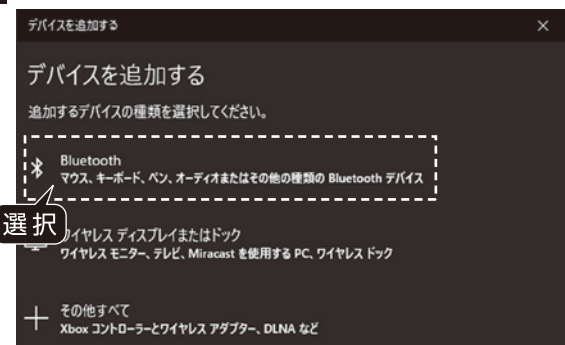 デバイスを追加する
デバイスを追加する
追加するデバイスの種類を選択してください。
Bluetooth
マウス、キーボード、ペン、オーディオまたはその他の種類の Bluetooth デバイス
選択
ワイヤレス ディスプレイまたはドック
ワイヤレス モニター、テレビ、Miracast を使用する PC、ワイヤレス ドック
その他すべて
Xbox コントローラーとワイヤレス アダプター、DLNA など